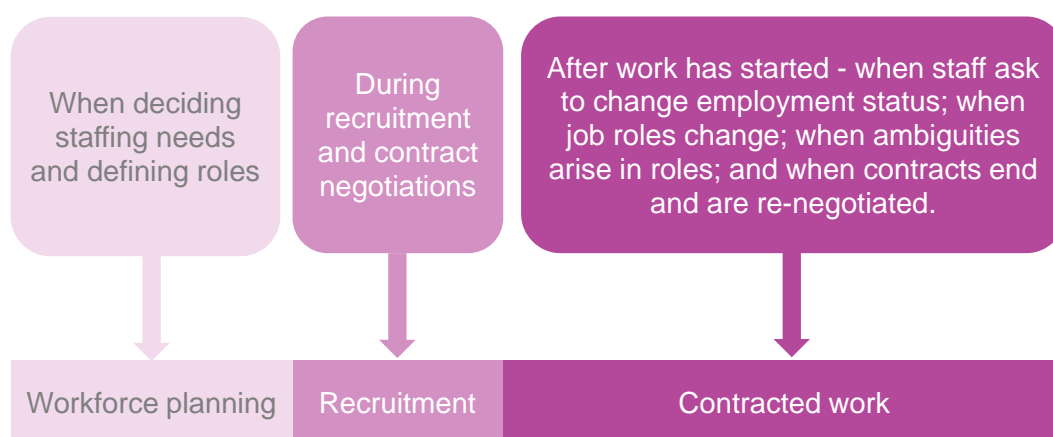 When deciding
staffing needs
and defining roles
During
recruitment
and contract
negotiations
After work has started - when staff ask
to change employment status; when
job roles change; when ambiguities
arise in roles; and when contracts end
and are re-negotiated.
Workforce planning
Recruitment
Contracted work